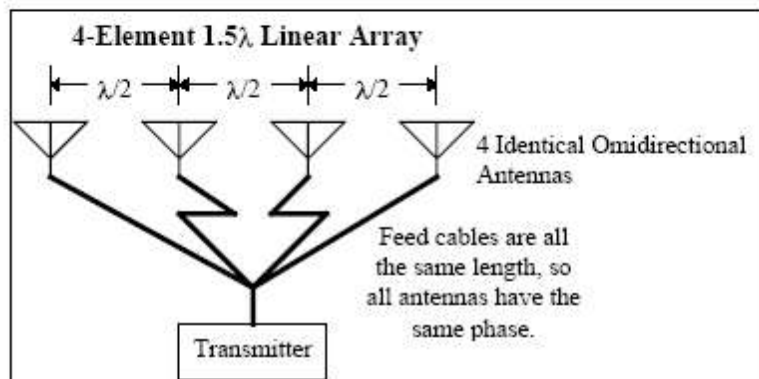 4-Element 1.5λ Linear Array
λ/2 λ/2 λ/2
4 Identical Omidirectional
Antennas
Feed cables are all
the same length, so
all antennas have the
same phase.
Transmitter